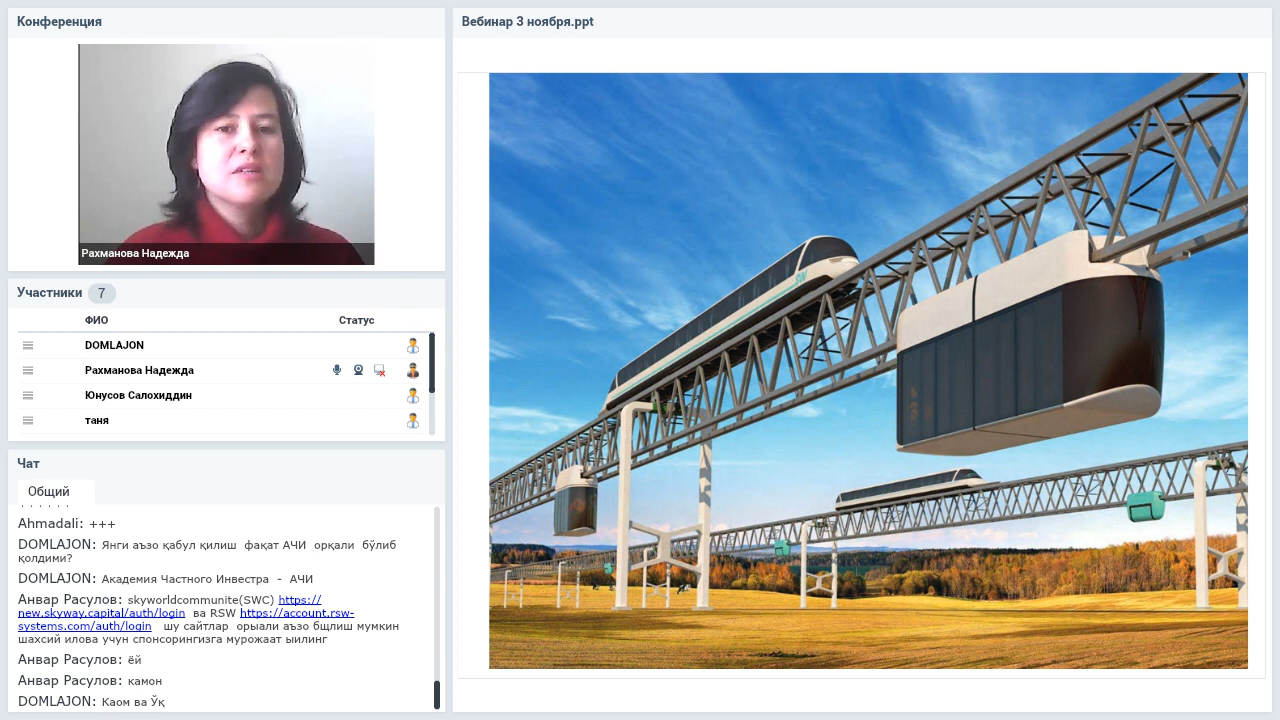 Конференция
Рахманова Надежда
Участники 7
ФИО Статус
DOMLAJON
Рахманова Надежда
Юнусов Салохиддин
таня
Чат
Общий
Ahmadali: +++
DOMLAJON: Янги аъзо қабул қилиш фақат АЧИ орқали бўлиб
қолдими?
DOMLAJON: Академия Частного Инвестра - АЧИ
Анвар Расулов: skyworldcommunite(SWC) https://
new.skyway.capital/auth/login ва RSW https://account.rsw-
systems.com/auth/login шу сайтлар орыали аъзо бщлиш мумкин
шахсий илова учун спонсорингизга мурожаат ыилинг
Анвар Расулов: ёй
Анвар Расулов: камон
DOMLAJON: Каом ва Ўқ
Вебинар 3 ноября.ppt